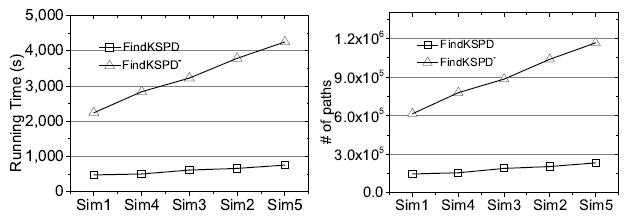 5,000
4,000
3,000
2,000
1,000
0
Running Time (s)
FindKSPD
FindKSPD⁻
Sim1 Sim4 Sim3 Sim2 Sim5
1.2x10⁶
9.0x10⁵
6.0x10⁵
3.0x10⁵
0.0
# of paths
FindKSPD
FindKSPD⁻
Sim1 Sim4 Sim3 Sim2 Sim5